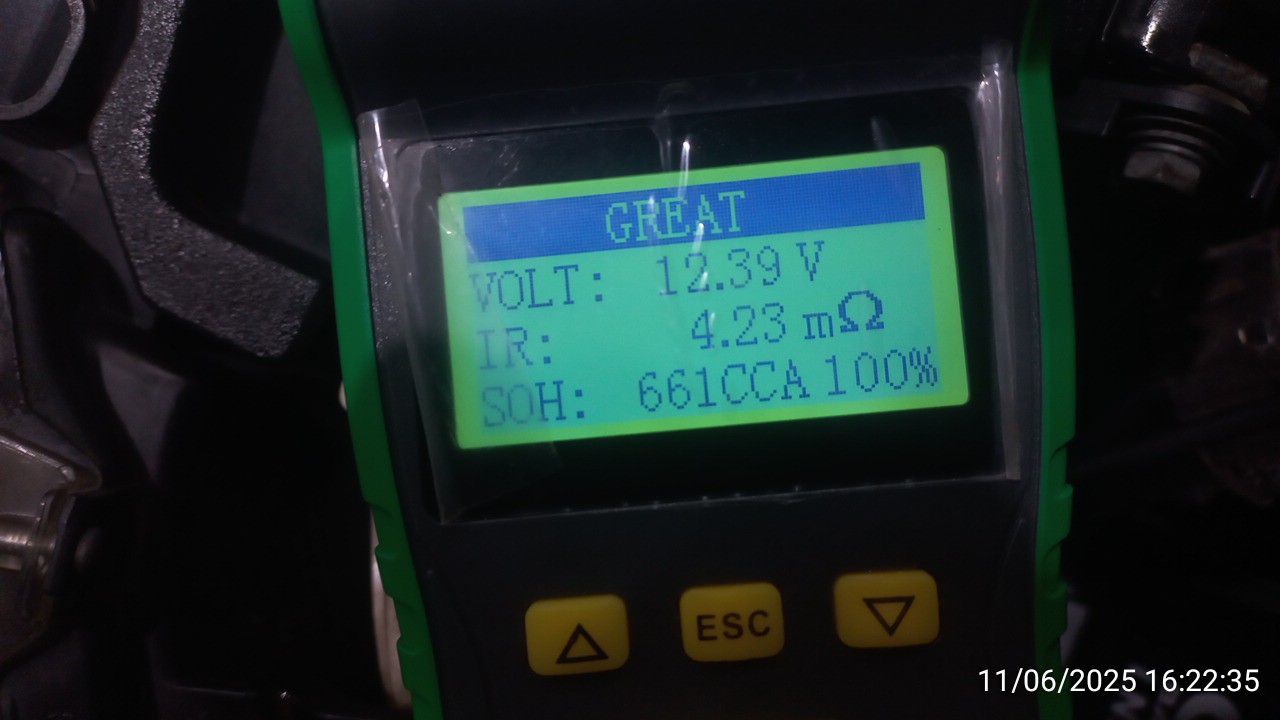 GREAT
VOLT: 12.39 V
IR: 4.23 mΩ
SOH: 661CCA 100%
ESC
11/06/2025 16:22:35